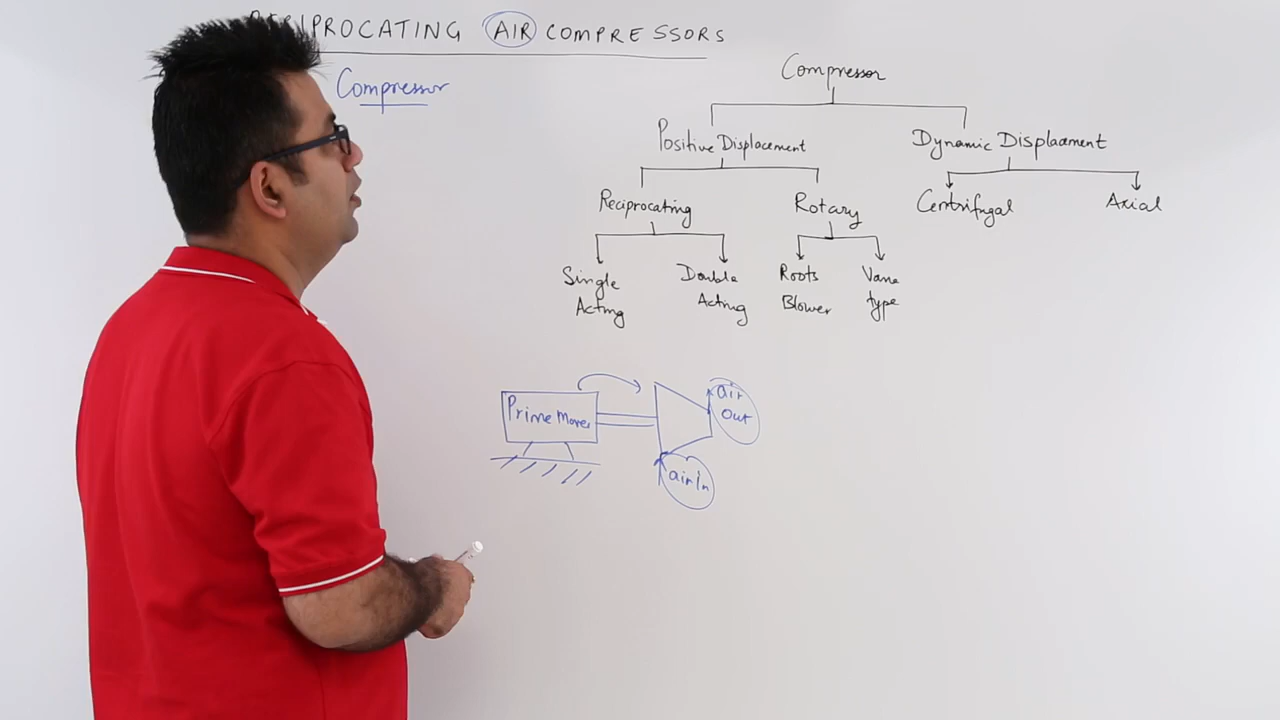 RECIPROCATING AIR COMPRESSORS
Compressor
Compressor
Positive Displacement
Dynamic Displacement
Reciprocating
Rotary
Centrifugal
Axial
Single
Acting
Double
Acting
Roots
Blower
Vane
type
Prime Mover
air
out
air In